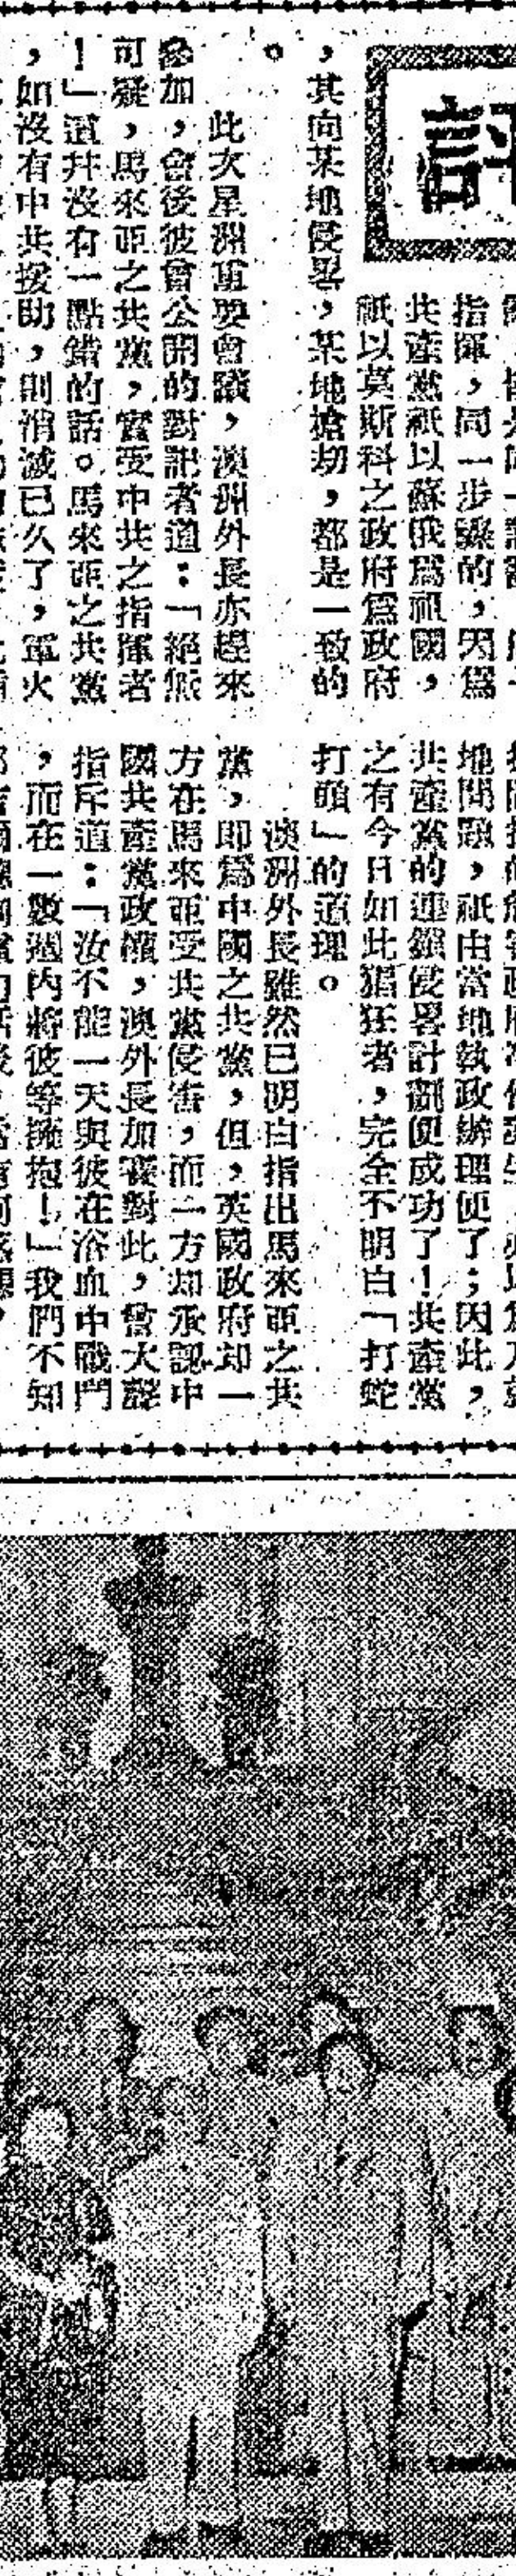 評
指揮,同一步驟的,因爲
共產黨祇以蘇俄爲祖國,
祇以莫斯科之政府爲政府
,其向某地侵畧,某地搶劫,都是一致的
。
此次星洲重要會議,澳洲外長亦趕來
參加,會後彼曾公開的對記者道:「絕無
可疑,馬來亞之共黨,實受中共之指揮者
!」這幷沒有一點錯的話。馬來亞之共黨
,如沒有中共援助,則消滅已久了,軍火
地問題,祇由當地執政辦理便了;因此,
共產黨的連鎖侵畧計劃便成功了!共產黨
之有今日如此猖狂者,完全不明白「打蛇
打頭」的道理。
澳洲外長雖然已明白指出馬來亞之共
黨,即爲中國之共黨,但,英國政府却一
方在馬來亞受共黨侵害,而一方却承認中
國共產黨政權,澳外長加賽對此,曾大聲
指斥道:「汝不能一天與彼在浴血中戰鬥
,而在一數週內將彼等擁抱!」我們不知